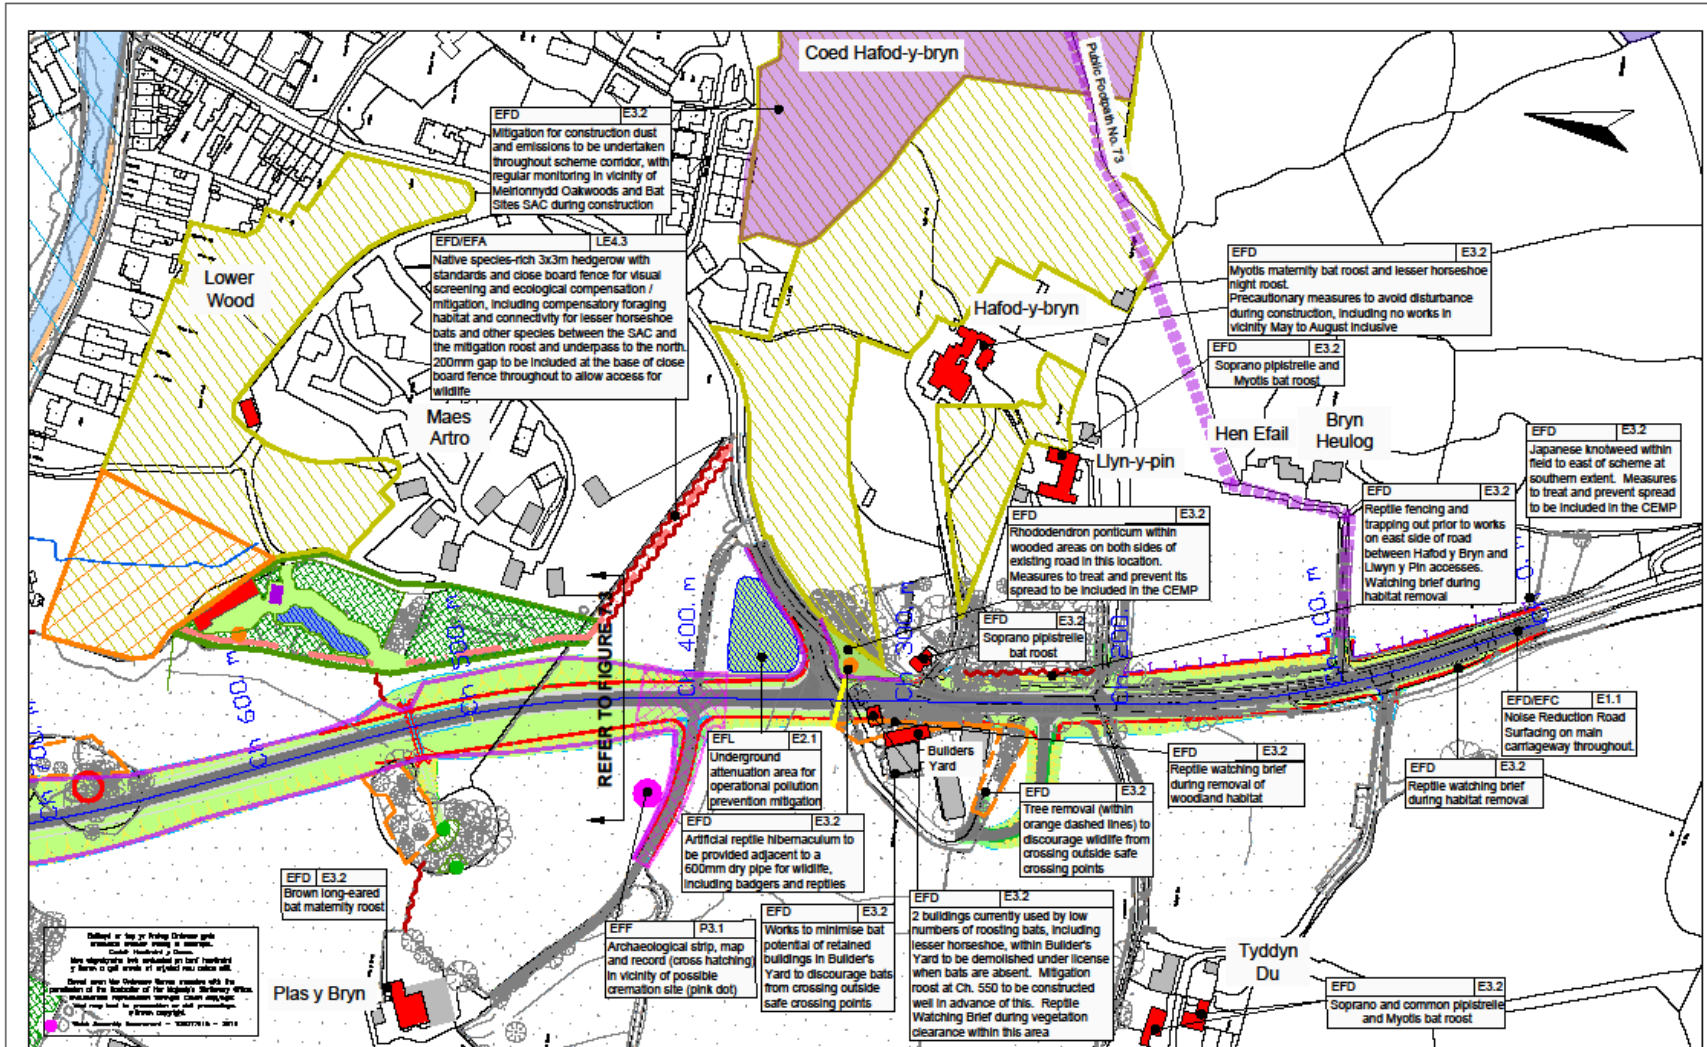 Coed Hafod-y-bryn
Public Footpath No. 73
EFD E3.2
Mitigation for construction dust
and emissions to be undertaken
throughout scheme corridor, with
regular monitoring in vicinity of
Meirionnydd Oakwoods and Bat
Sites SAC during construction
EFD/EFA LE4.3
Native species-rich 3x3m hedgerow with
standards and close board fence for visual
screening and ecological compensation /
mitigation, including compensatory foraging
habitat and connectivity for lesser horseshoe
bats and other species between the SAC and
the mitigation roost and underpass to the north.
200mm gap to be included at the base of close
board fence throughout to allow access for
wildlife
Lower
Wood
Maes
Artro
Hafod-y-bryn
EFD E3.2
Myotis maternity bat roost and lesser horseshoe
night roost.
Precautionary measures to avoid disturbance
during construction, including no works in
vicinity May to August inclusive
EFD E3.2
Soprano pipistrelle and
Myotis bat roost
Hen Efail
Bryn
Heulog
Llyn-y-pin
EFD E3.2
Japanese knotweed within
field to east of scheme at
southern extent. Measures
to treat and prevent spread
to be included in the CEMP
EFD E3.2
Reptile fencing and
trapping out prior to works
on east side of road
between Hafod y Bryn and
Llwyn y Pin accesses.
Watching brief during
habitat removal
EFD E3.2
Rhododendron ponticum within
wooded areas on both sides of
existing road in this location.
Measures to treat and prevent its
spread to be included in the CEMP
EFD E3.2
Soprano pipistrelle
bat roost
REFER TO FIGURE 7.3
Ch 600 m
Ch 500 m
Ch 400 m
Ch 300 m
EFD/EFC E1.1
Noise Reduction Road
Surfacing on main
carriageway throughout.
EFD E3.2
Reptile watching brief
during habitat removal
EFD E3.2
Reptile watching brief
during removal of
woodland habitat
Builders
Yard
EFL E2.1
Underground
attenuation area for
operational pollution
prevention mitigation
EFD E3.2
Tree removal (within
orange dashed lines) to
discourage wildlife from
crossing outside safe
crossing points
EFD E3.2
Artificial reptile hibernaculum to
be provided adjacent to a
600mm dry pipe for wildlife,
including badgers and reptiles
EFD E3.2
Brown long-eared
bat maternity roost
EFF P3.1
Archaeological strip, map
and record (cross hatching)
in vicinity of possible
cremation site (pink dot)
EFD E3.2
Works to minimise bat
potential of retained
buildings in Builder's
Yard to discourage bats
from crossing outside
safe crossing points
EFD E3.2
2 buildings currently used by low
numbers of roosting bats, including
lesser horseshoe, within Builder's
Yard to be demolished under license
when bats are absent. Mitigation
roost at Ch. 550 to be constructed
well in advance of this. Reptile
Watching Brief during vegetation
clearance within this area
Plas y Bryn
Tyddyn
Du
EFD E3.2
Soprano and common pipistrelle
and Myotis bat roost